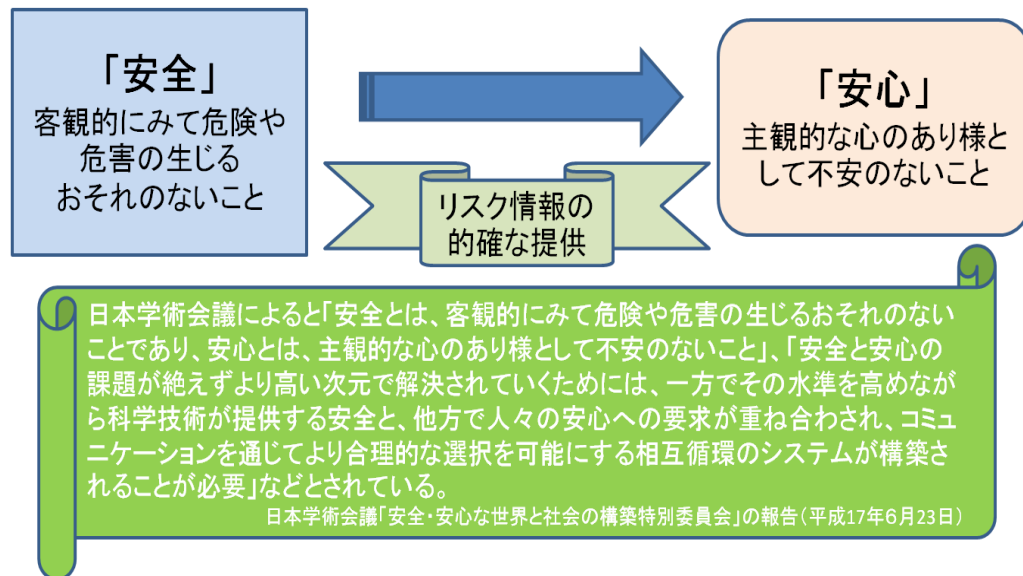 「安全」
客観的にみて危険や
危害の生じる
おそれのないこと
「安心」
主観的な心のあり様と
して不安のないこと
リスク情報の
的確な提供
日本学術会議によると「安全とは、客観的にみて危険や危害の生じるおそれのない
ことであり、安心とは、主観的な心のあり様として不安のないこと」、「安全と安心の
課題が絶えずより高い次元で解決されていくためには、一方でその水準を高めなが
ら科学技術が提供する安全と、他方で人々の安心への要求が重ね合わされ、コミュ
ニケーションを通じてより合理的な選択を可能にする相互循環のシステムが構築さ
れることが必要」などとされている。
日本学術会議「安全・安心な世界と社会の構築特別委員会」の報告（平成17年6月23日）